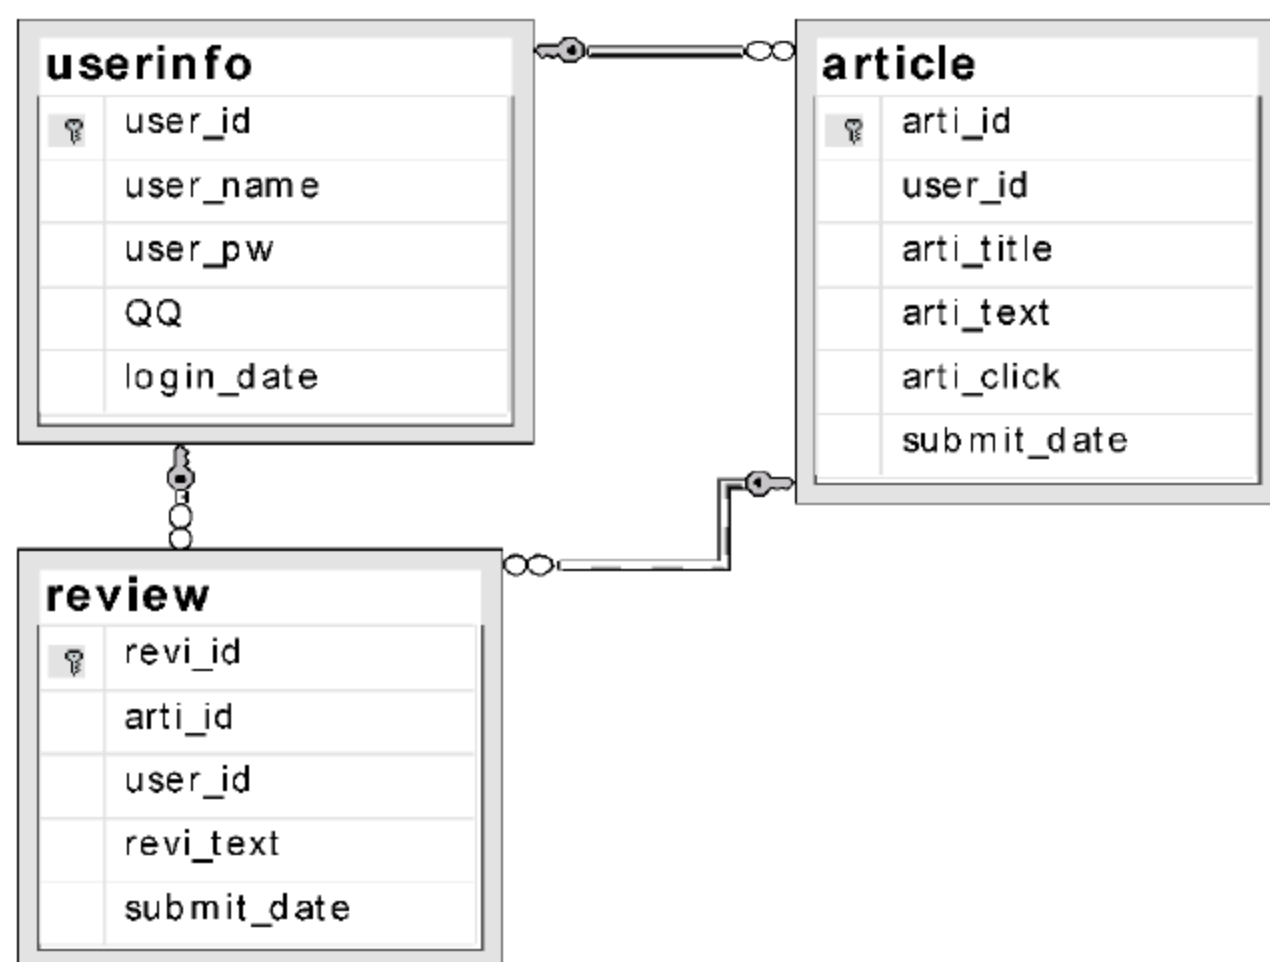 userinfo
user_id
user_name
user_pw
QQ
login_date
article
arti_id
user_id
arti_title
arti_text
arti_click
submit_date
review
revi_id
arti_id
user_id
revi_text
submit_date